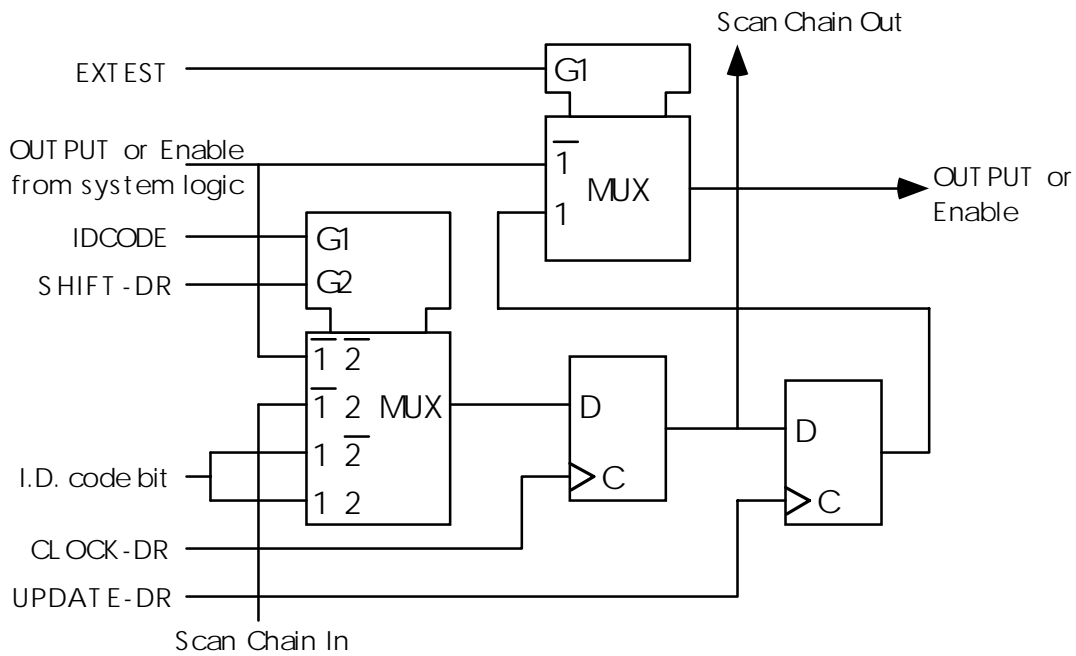 Scan Chain Out
EXTEST
G1
OUTPUT or Enable
from system logic
1
MUX
1
OUTPUT or
Enable
IDCODE
G1
SHIFT-DR
G2
1 2
1 2 MUX
1 2
1 2
D
C
D
C
I.D. code bit
CLOCK-DR
UPDATE-DR
Scan Chain In